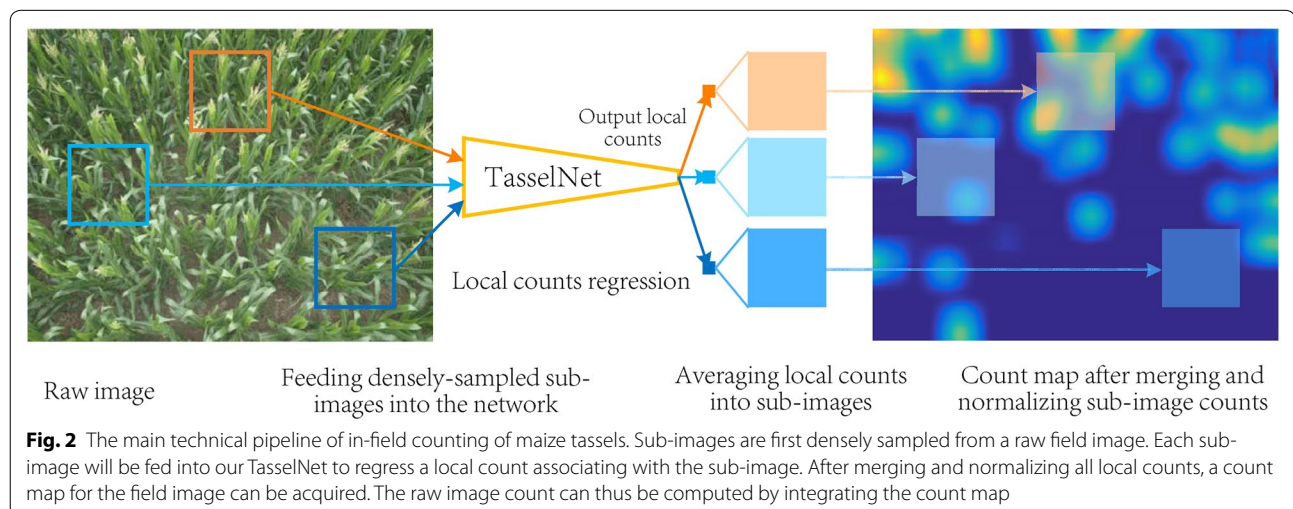 Output local
counts
TasselNet
Local counts regression
Raw image
Feeding densely-sampled sub-
images into the network
Averaging local counts
into sub-images
Count map after merging and
normalizing sub-image counts
Fig. 2 The main technical pipeline of in-field counting of maize tassels. Sub-images are first densely sampled from a raw field image. Each sub-
image will be fed into our TasselNet to regress a local count associating with the sub-image. After merging and normalizing all local counts, a count
map for the field image can be acquired. The raw image count can thus be computed by integrating the count map